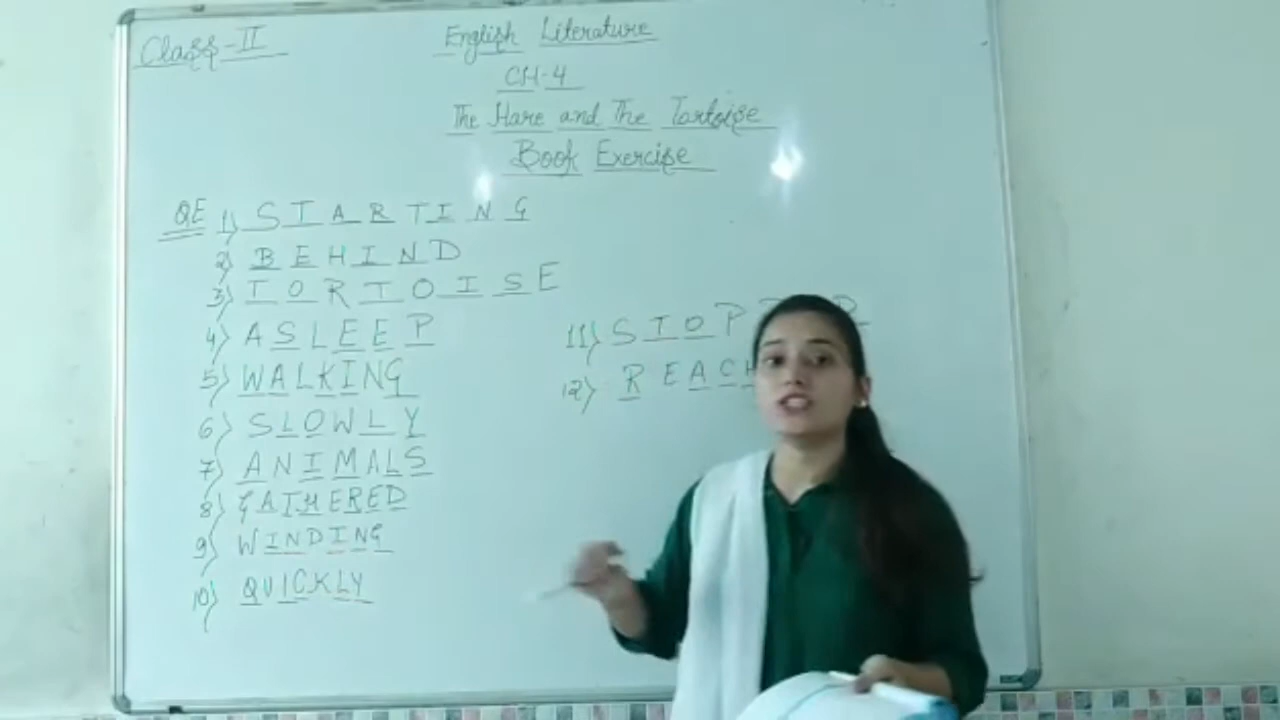 Class-II
English Literature
CH-4
The Hare and The Tortoise
Book Exercise
QE 1) STARTING
2) BEHIND
3) TORTOISE
4) ASLEEP
5) WALKING
6) SLOWLY
7) ANIMALS
8) GATHERED
9) WINDING
10) QUICKLY
11) STOP
12) REACH